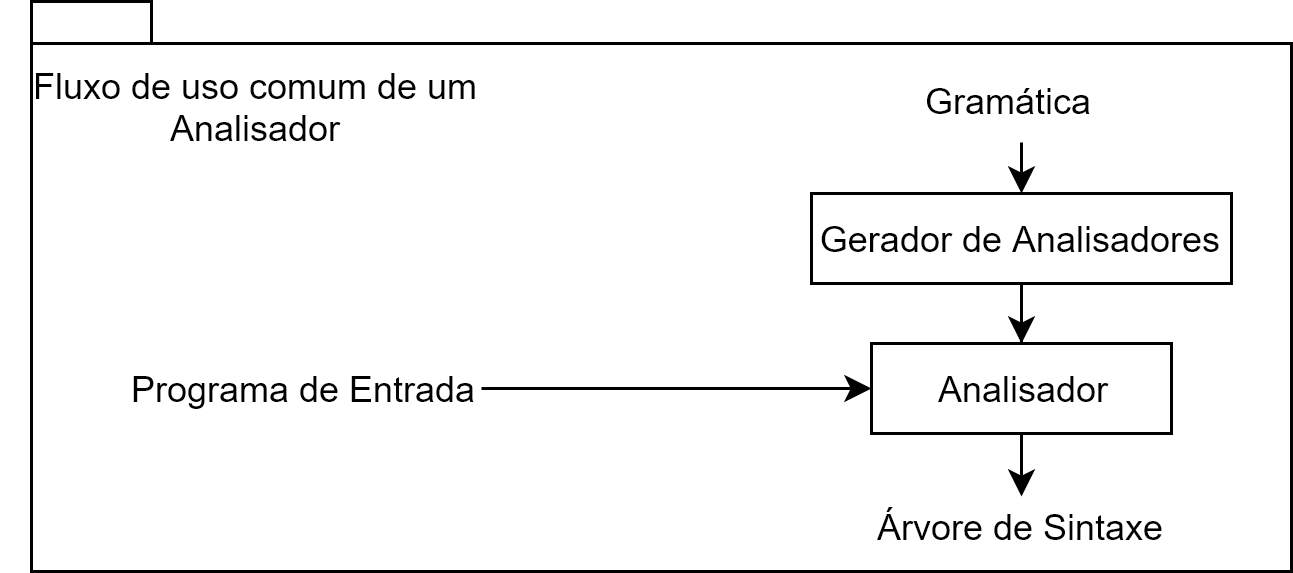 Fluxo de uso comum de um
Analisador
Gramática
Gerador de Analisadores
Programa de Entrada
Analisador
Árvore de Sintaxe